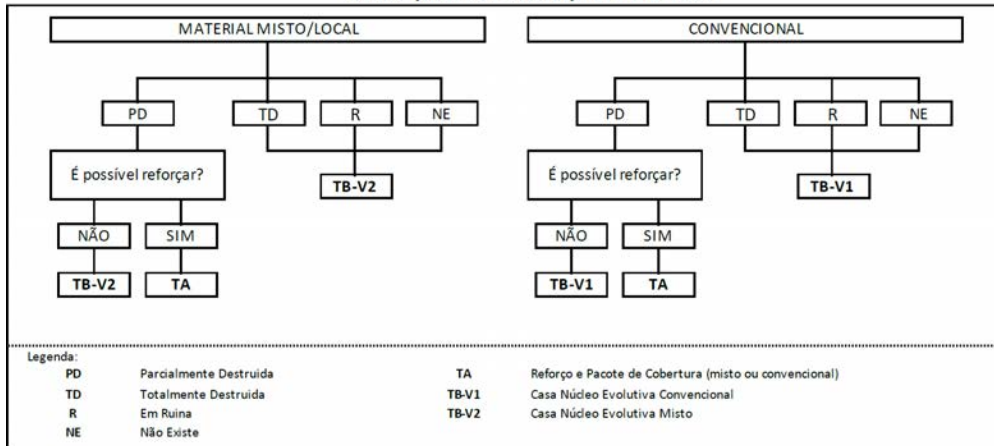 MATERIAL MISTO/LOCAL
PD
TD
R
NE
É possível reforçar?
TB-V2
NÃO
SIM
TB-V2
TA
CONVENCIONAL
PD
TD
R
NE
É possível reforçar?
TB-V1
NÃO
SIM
TB-V1
TA
Legenda:
PD Parcialmente Destruida
TD Totalmente Destruida
R Em Ruina
NE Não Existe
TA Reforço e Pacote de Cobertura (misto ou convencional)
TB-V1 Casa Núcleo Evolutiva Convencional
TB-V2 Casa Núcleo Evolutiva Misto